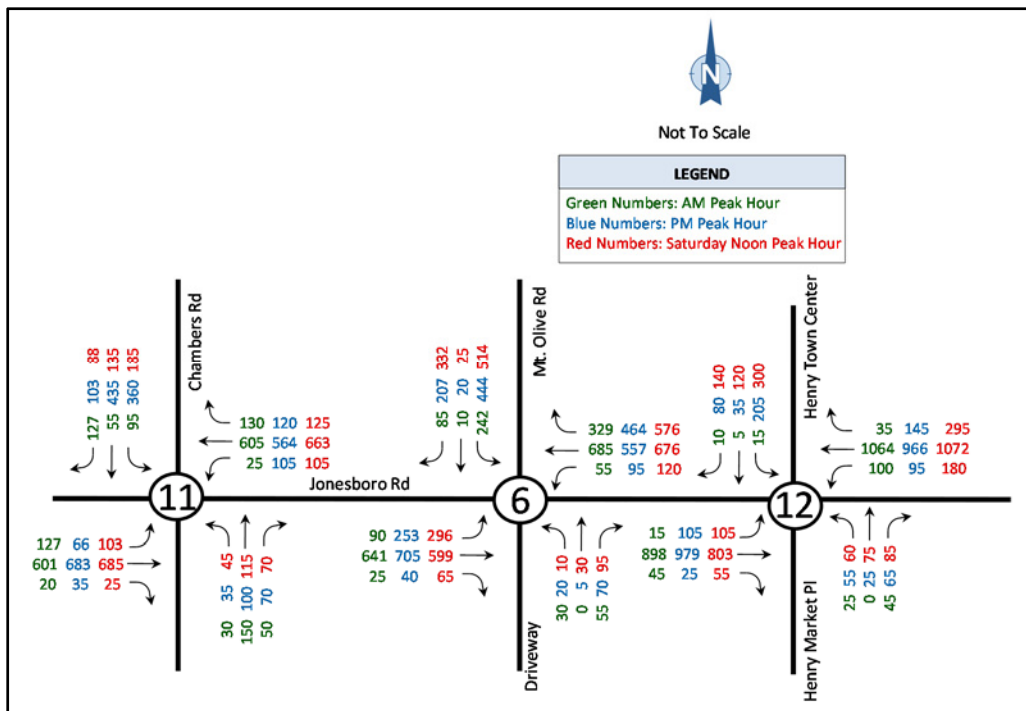 N
Not To Scale
LEGEND
Green Numbers: AM Peak Hour
Blue Numbers: PM Peak Hour
Red Numbers: Saturday Noon Peak Hour
Chambers Rd
Mt. Olive Rd
Henry Town Center
127 103 88
55 435 135
95 360 185
130 120 125
605 564 663
25 105 105
85 207 332
10 20 25
242 444 514
329 464 576
685 557 676
55 95 120
10 80 140
5 35 120
15 205 300
35 145 295
1064 966 1072
100 95 180
Jonesboro Rd
11
6
12
127 66 103
601 683 685
20 35 25
30 35 45
150 100 115
50 70 70
90 253 296
641 705 599
25 40 65
30 20 10
0 5 30
55 70 95
15 105 105
898 979 803
45 25 55
25 55 60
0 25 75
45 65 85
Driveway
Henry Market Pl